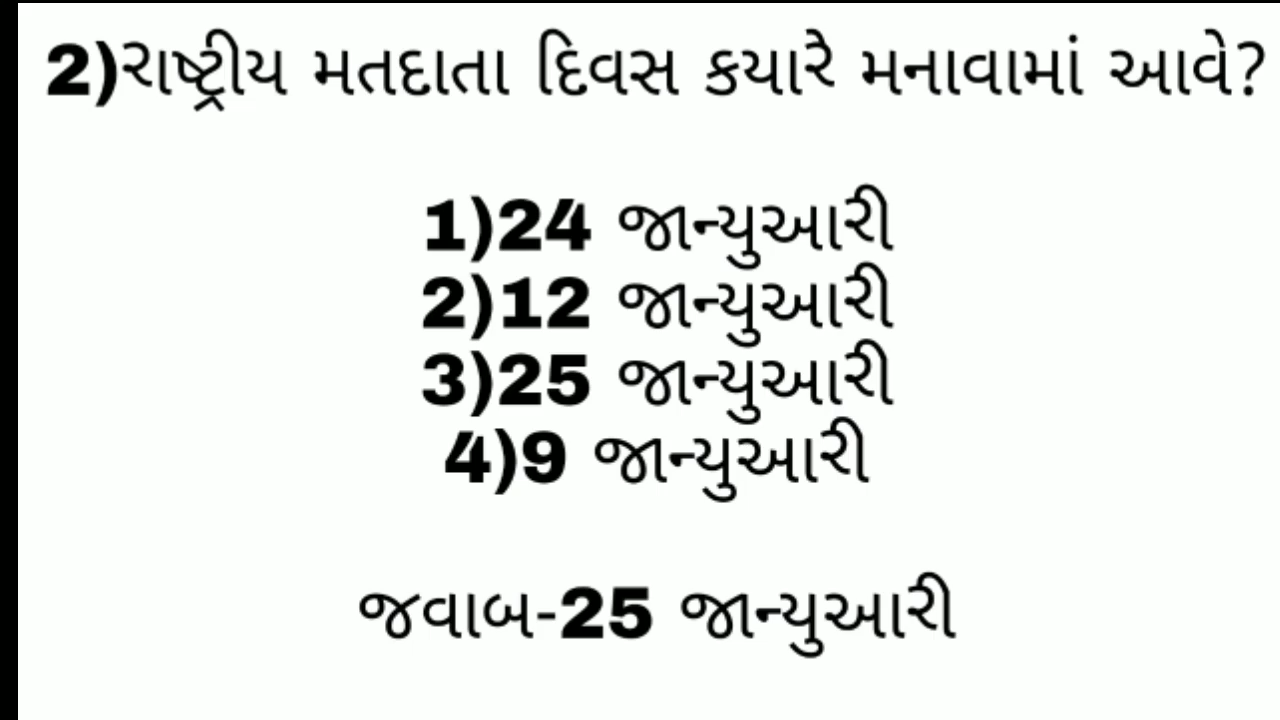 2)રાષ્ટ્રીય મતદાતા દિવસ કયારે મનાવામાં આવે?
1)24 જાન્યુઆરી
2)12 જાન્યુઆરી
3)25 જાન્યુઆરી
4)9 જાન્યુઆરી
જવાબ-25 જાન્યુઆરી